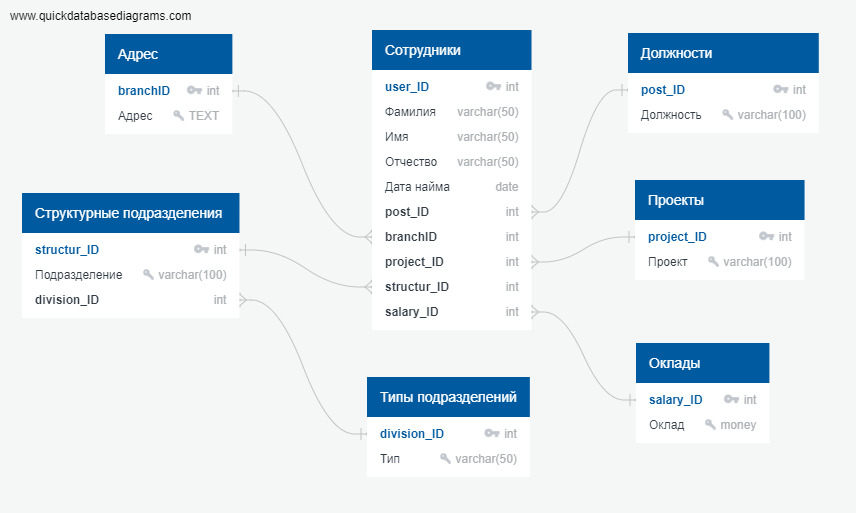 www.quickdatabasediagrams.com
Адрес
branchID int
Адрес TEXT
Сотрудники
user_ID int
Фамилия varchar(50)
Имя varchar(50)
Отчество varchar(50)
Дата найма date
post_ID int
branchID int
project_ID int
structur_ID int
salary_ID int
Должности
post_ID int
Должность varchar(100)
Структурные подразделения
structur_ID int
Подразделение varchar(100)
division_ID int
Проекты
project_ID int
Проект varchar(100)
Типы подразделений
division_ID int
Тип varchar(50)
Оклады
salary_ID int
Оклад money